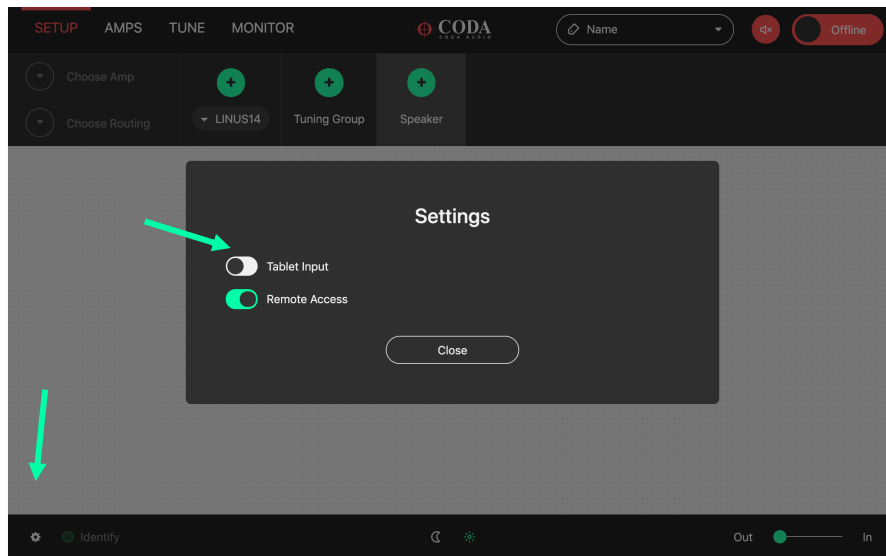 SETUP AMPS TUNE MONITOR CODA Name Offline
CODA AUDIO
Choose Amp
Choose Routing LINUS14 Tuning Group Speaker
Settings
Tablet Input
Remote Access
Close
Identify Out In